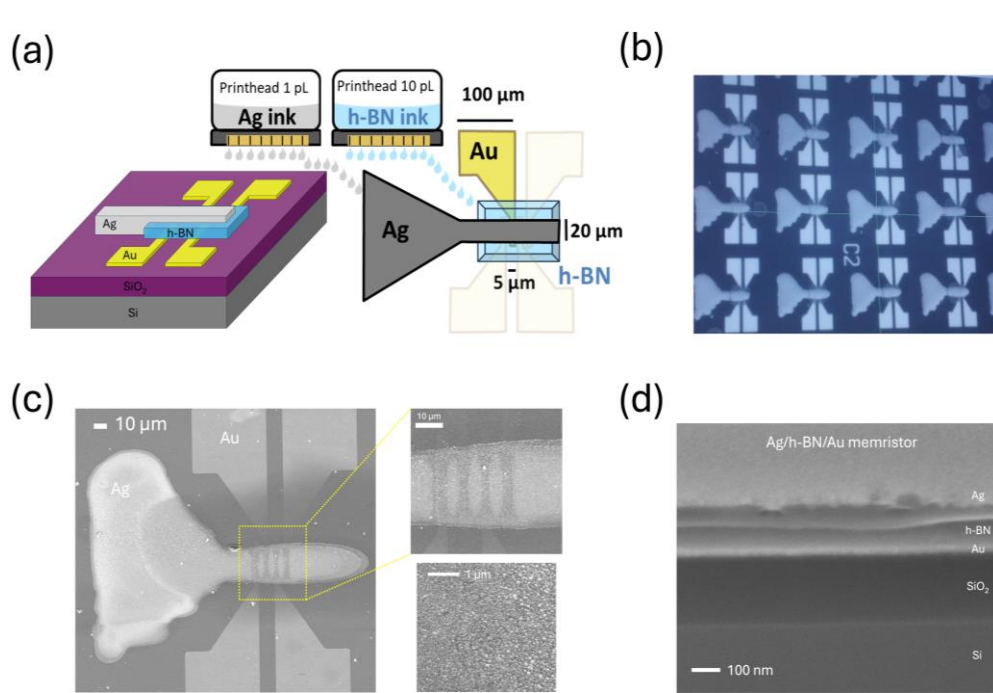 (a)
Printhead 1 pL
Ag ink
Printhead 10 pL
h-BN ink
100 µm
Au
Ag
20 µm
h-BN
5 µm
Ag
h-BN
Au
SiO₂
Si
(b)
C2
(c)
10 µm
Au
Ag
10 µm
1 µm
(d)
Ag/h-BN/Au memristor
Ag
h-BN
Au
SiO₂
Si
100 nm